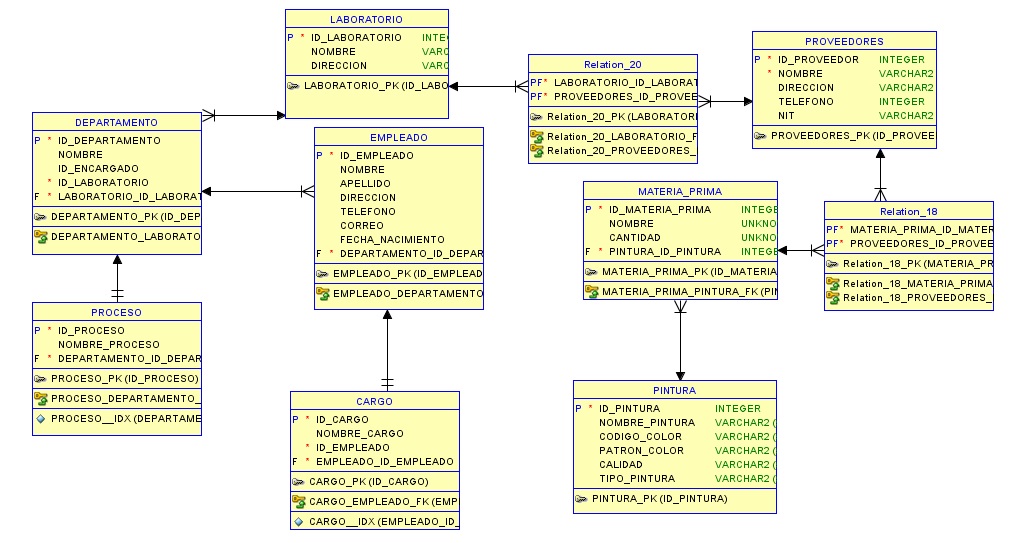 LABORATORIO
P * ID_LABORATORIO INTE
NOMBRE VARC
DIRECCION VARC
LABORATORIO_PK (ID_LABO
Relation_20
PF* LABORATORIO_ID_LABORAT
PF* PROVEEDORES_ID_PROVEE
Relation_20_PK (LABORATORI
Relation_20_LABORATORIO_F
Relation_20_PROVEEDORES_
PROVEEDORES
P * ID_PROVEEDOR INTEGER
* NOMBRE VARCHAR2
DIRECCION VARCHAR2
TELEFONO INTEGER
NIT VARCHAR2
PROVEEDORES_PK (ID_PROVEE
DEPARTAMENTO
P * ID_DEPARTAMENTO
NOMBRE
ID_ENCARGADO
* ID_LABORATORIO
F * LABORATORIO_ID_LABORAT
DEPARTAMENTO_PK (ID_DEP
DEPARTAMENTO_LABORATO
EMPLEADO
P * ID_EMPLEADO
NOMBRE
APELLIDO
DIRECCION
TELEFONO
CORREO
FECHA_NACIMIENTO
F * DEPARTAMENTO_ID_DEPAR
EMPLEADO_PK (ID_EMPLEAD
EMPLEADO_DEPARTAMENTO
MATERIA_PRIMA
P * ID_MATERIA_PRIMA INTEGE
NOMBRE UNKNO
CANTIDAD UNKNO
F * PINTURA_ID_PINTURA INTEGE
MATERIA_PRIMA_PK (ID_MATERIA
MATERIA_PRIMA_PINTURA_FK (PIN
Relation_18
PF* MATERIA_PRIMA_ID_MATER
PF* PROVEEDORES_ID_PROVEE
Relation_18_PK (MATERIA_PR
Relation_18_MATERIA_PRIMA
Relation_18_PROVEEDORES_
PROCESO
P * ID_PROCESO
NOMBRE_PROCESO
F * DEPARTAMENTO_ID_DEPAR
PROCESO_PK (ID_PROCESO)
PROCESO_DEPARTAMENTO_
PROCESO__IDX (DEPARTAME
CARGO
P * ID_CARGO
NOMBRE_CARGO
* ID_EMPLEADO
F * EMPLEADO_ID_EMPLEADO
CARGO_PK (ID_CARGO)
CARGO_EMPLEADO_FK (EMP
CARGO__IDX (EMPLEADO_ID_
PINTURA
P * ID_PINTURA INTEGER
NOMBRE_PINTURA VARCHAR2 (
CODIGO_COLOR VARCHAR2 (
PATRON_COLOR VARCHAR2 (
CALIDAD VARCHAR2 (
TIPO_PINTURA VARCHAR2 (
PINTURA_PK (ID_PINTURA)